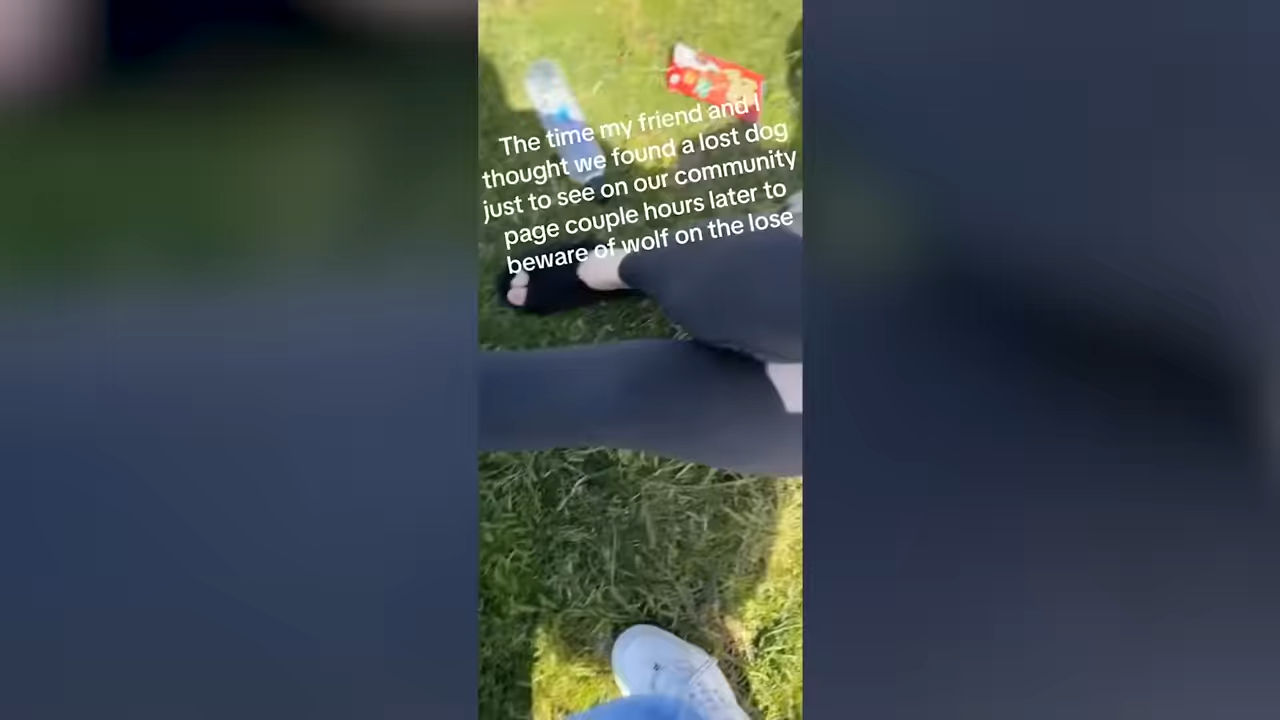 The time my friend and I
thought we found a lost dog
just to see on our community
page couple hours later to
beware of wolf on the lose